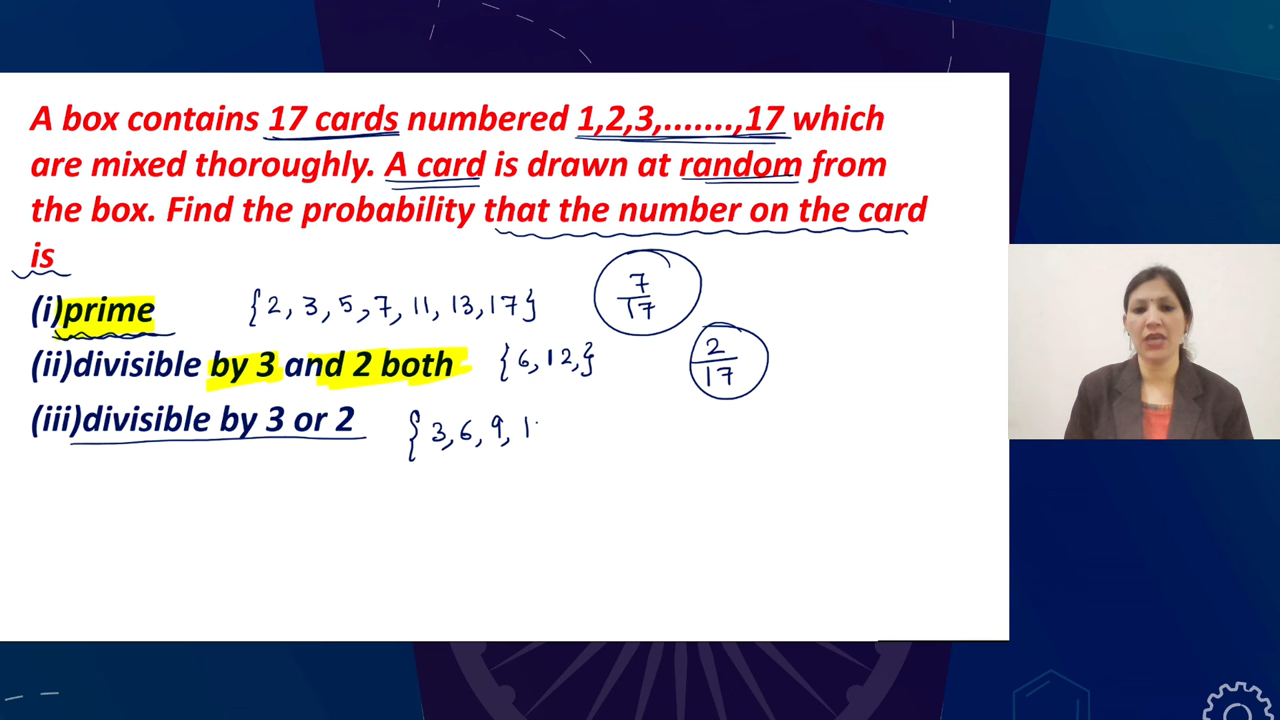 A box contains 17 cards numbered 1,2,3,.......,17 which
are mixed thoroughly. A card is drawn at random from
the box. Find the probability that the number on the card
is
(i)prime {2, 3, 5, 7, 11, 13, 17} 7/17
(ii)divisible by 3 and 2 both {6, 12,} 2/17
(iii)divisible by 3 or 2 {3, 6, 9, 1